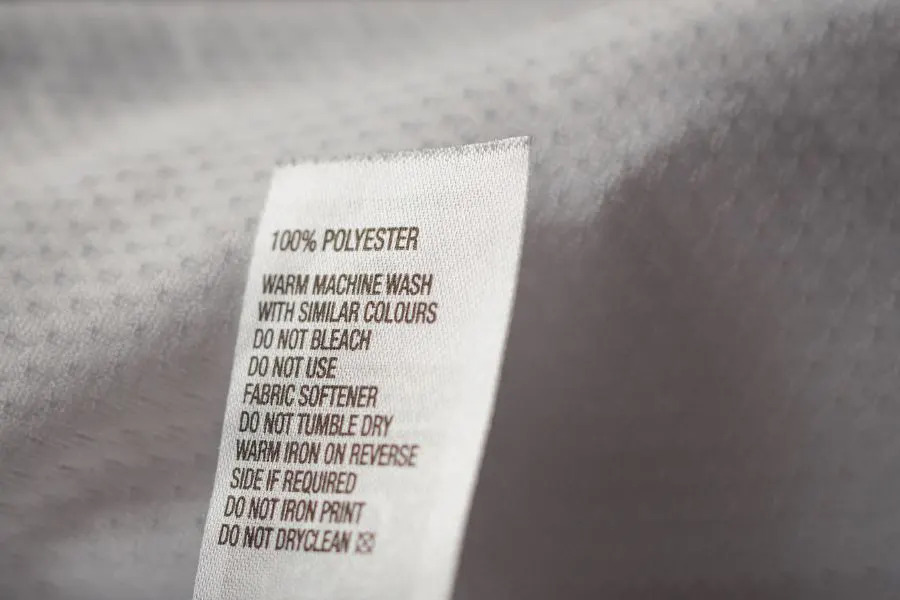 100% POLYESTER
WARM MACHINE WASH
WITH SIMILAR COLOURS
DO NOT BLEACH
DO NOT USE
FABRIC SOFTENER
DO NOT TUMBLE DRY
WARM IRON ON REVERSE
SIDE IF REQUIRED
DO NOT IRON PRINT
DO NOT DRYCLEAN